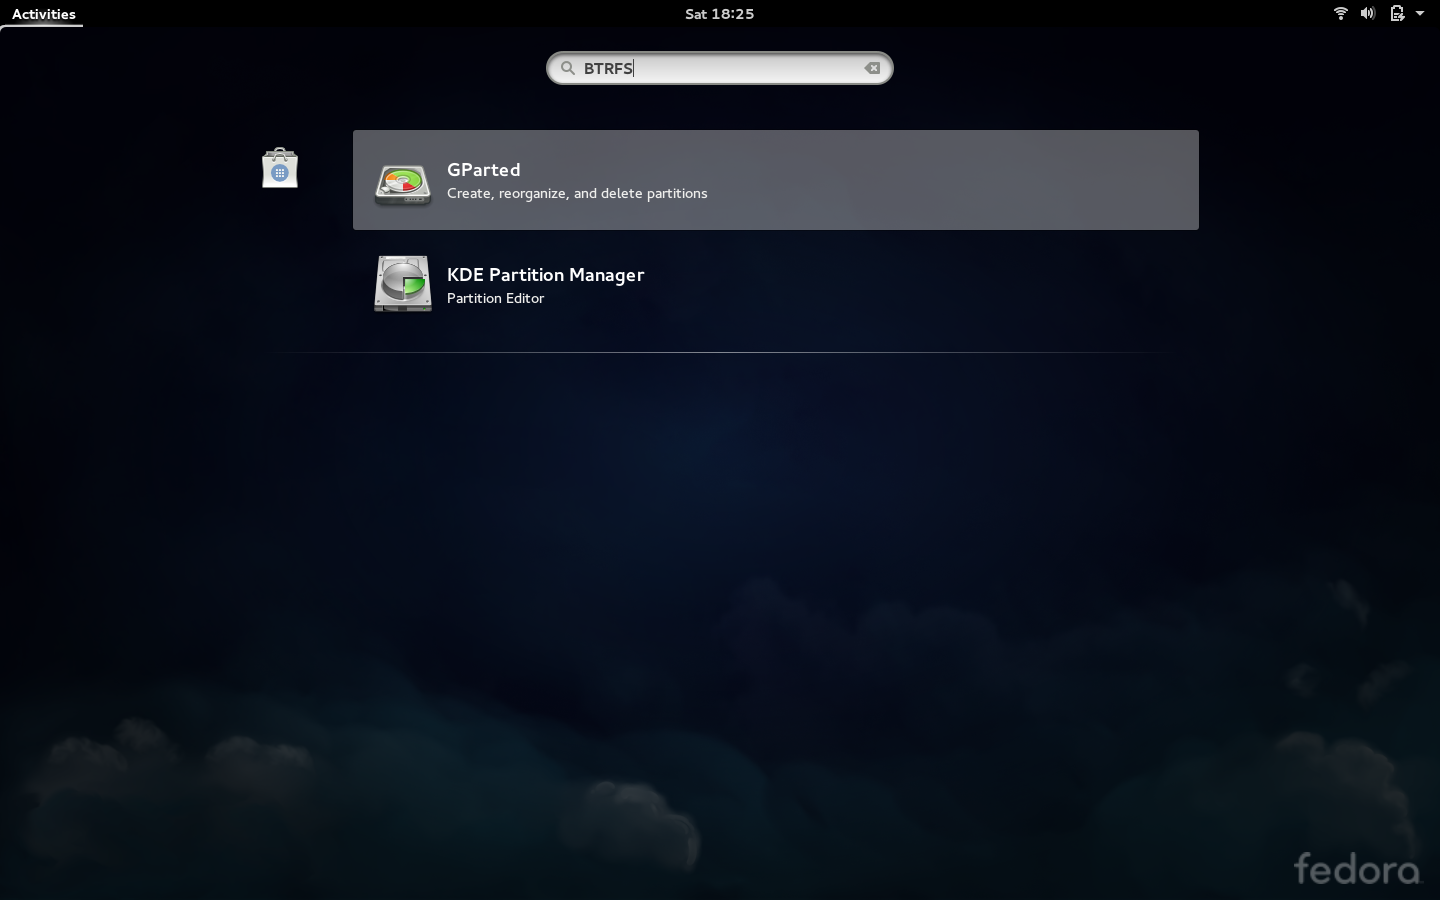 Activities
Sat 18:25
BTRFS
GParted
Create, reorganize, and delete partitions
KDE Partition Manager
Partition Editor
fedora